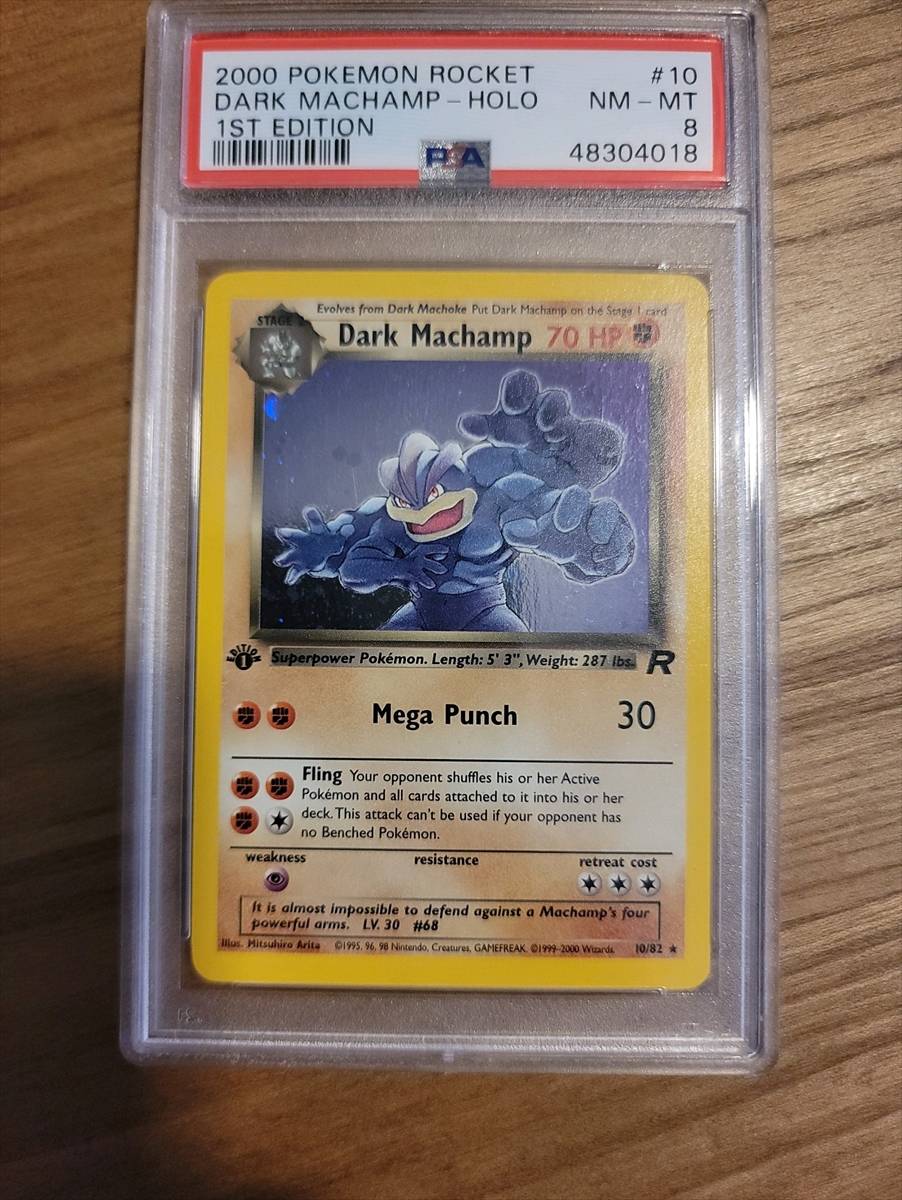 2000 POKEMON ROCKET #10
DARK MACHAMP - HOLO NM - MT
1ST EDITION 8
PSA 48304018
Evolves from Dark Machoke Put Dark Machamp on the Stage 1 card
STAGE 2
Dark Machamp 70 HP
EDITION 1
Superpower Pokémon. Length: 5' 3", Weight: 287 lbs. R
Mega Punch 30
Fling Your opponent shuffles his or her Active
Pokémon and all cards attached to it into his or her
deck. This attack can't be used if your opponent has
no Benched Pokémon.
weakness resistance retreat cost
It is almost impossible to defend against a Machamp's four
powerful arms. LV. 30 #68
Illus. Mitsuhiro Arita ©1995, 96, 98 Nintendo, Creatures, GAMEFREAK. ©1999-2000 Wizards. 10/82 ★